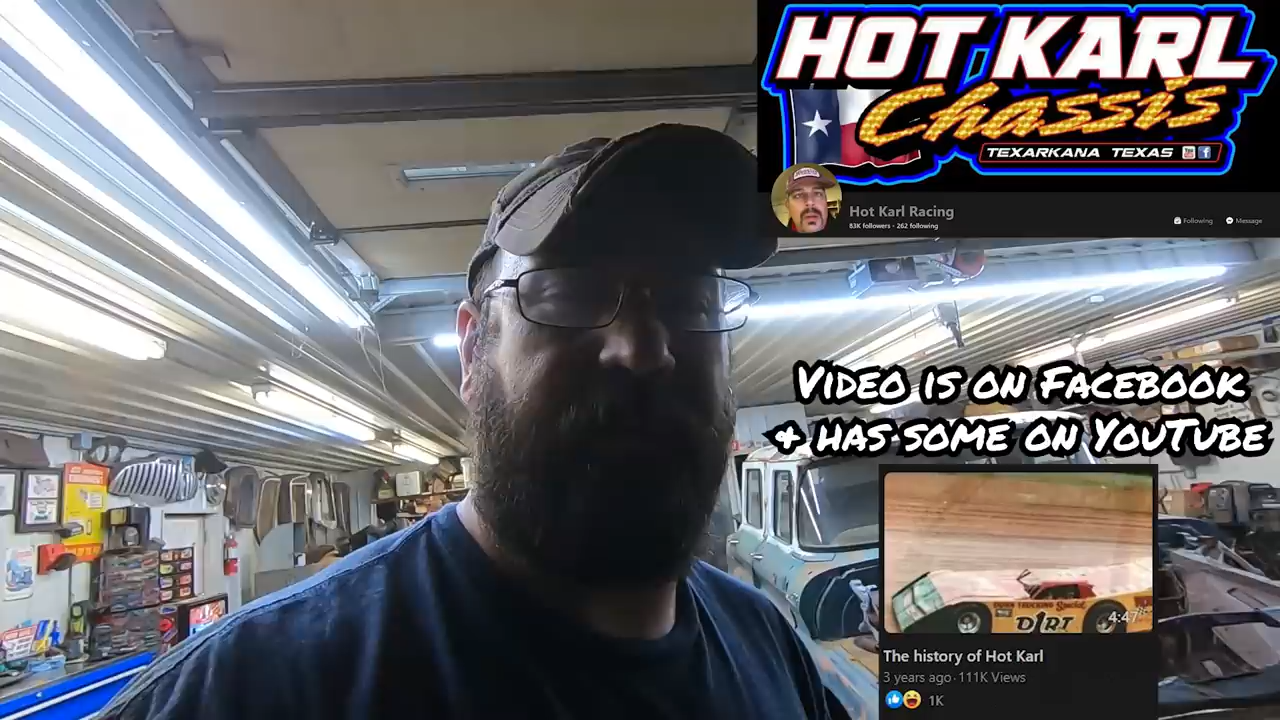 HOT KARL
Chassis
TEXARKANA TEXAS
Hot Karl Racing
83K followers • 262 following
Following
Message
VIDEO IS ON FACEBOOK
& HAS SOME ON YOUTUBE
DIRT
4:47
The history of Hot Karl
3 years ago · 111K Views
1K